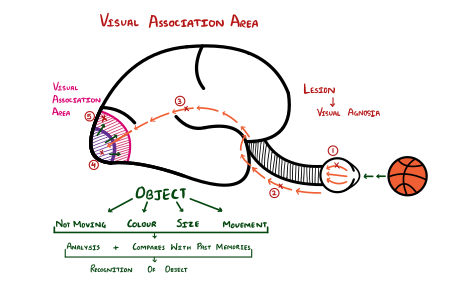 Visual Association Area
Visual
Association
Area
Lesion
Visual Agnosia
1
2
3
4
5
Object
Not Moving Colour Size Movement
Analysis + Compares With Past Memories
Recognition Of Object